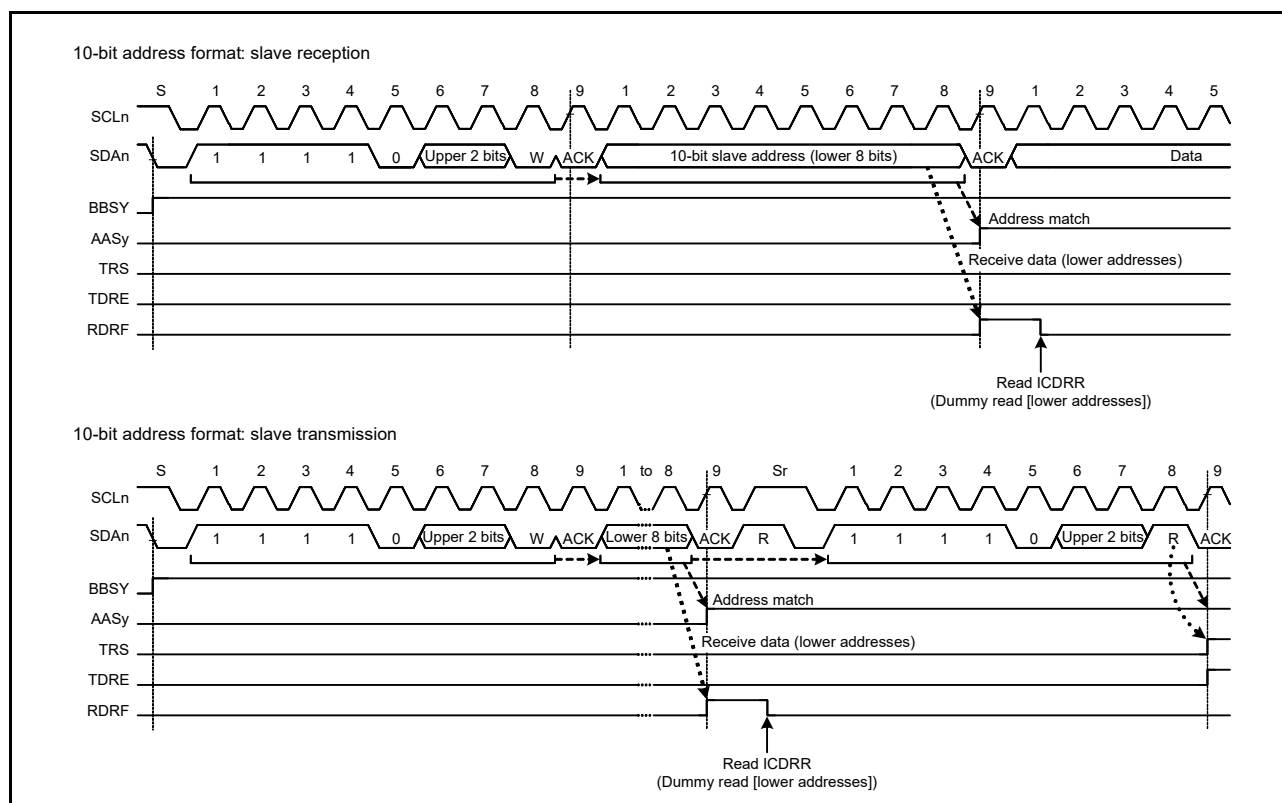 10-bit address format: slave reception
S 1 2 3 4 5 6 7 8 9 1 2 3 4 5 6 7 8 9 1 2 3 4 5
SCLn
SDAn 1 1 1 1 0 Upper 2 bits W ACK 10-bit slave address (lower 8 bits) ACK Data
BBSY
Address match
AASy
Receive data (lower addresses)
TRS
TDRE
RDRF
Read ICDRR
(Dummy read [lower addresses])
10-bit address format: slave transmission
S 1 2 3 4 5 6 7 8 9 1 to 8 9 Sr 1 2 3 4 5 6 7 8 9
SCLn
SDAn 1 1 1 1 0 Upper 2 bits W ACK Lower 8 bits ACK R 1 1 1 1 0 Upper 2 bits R ACK
BBSY
Address match
AASy
Receive data (lower addresses)
TRS
TDRE
RDRF
Read ICDRR
(Dummy read [lower addresses])